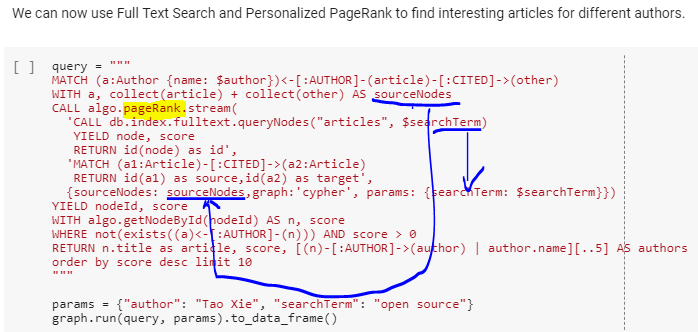 We can now use Full Text Search and Personalized PageRank to find interesting articles for different authors.
[ ] query = """
MATCH (a:Author {name: $author})<-[:AUTHOR]-(article)-[:CITED]->(other)
WITH a, collect(article) + collect(other) AS sourceNodes
CALL algo.pageRank.stream(
'CALL db.index.fulltext.queryNodes("articles", $searchTerm)
YIELD node, score
RETURN id(node) as id',
'MATCH (a1:Article)-[:CITED]->(a2:Article)
RETURN id(a1) as source,id(a2) as target',
{sourceNodes: sourceNodes,graph:'cypher', params: {searchTerm: $searchTerm}})
YIELD nodeId, score
WITH algo.getNodeById(nodeId) AS n, score
WHERE not(exists((a)<-[:AUTHOR]-(n))) AND score > 0
RETURN n.title as article, score, [(n)-[:AUTHOR]->(author) | author.name][..5] AS authors
order by score desc limit 10
"""
params = {"author": "Tao Xie", "searchTerm": "open source"}
graph.run(query, params).to_data_frame()